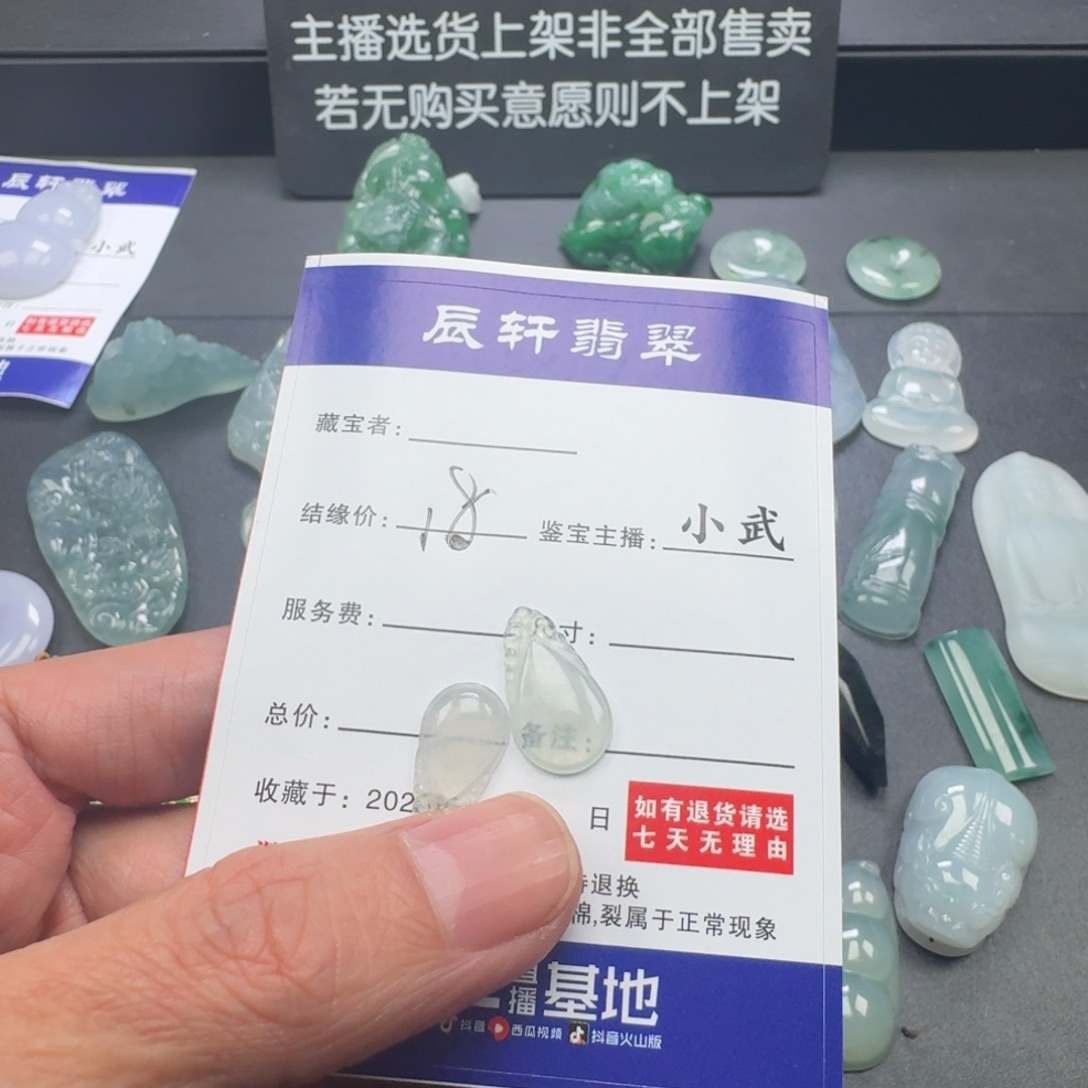 主播选货上架非全部售卖
若无购买意愿则不上架
辰轩翡翠
小武
辰轩翡翠
藏宝者:
结缘价: 18 鉴宝主播: 小武
服务费: 寸:
总价: 备注:
收藏于: 202 日
如有退货请选
七天无理由
退换
棉,裂属于正常现象
播基地
抖音 西瓜视频 抖音火山版